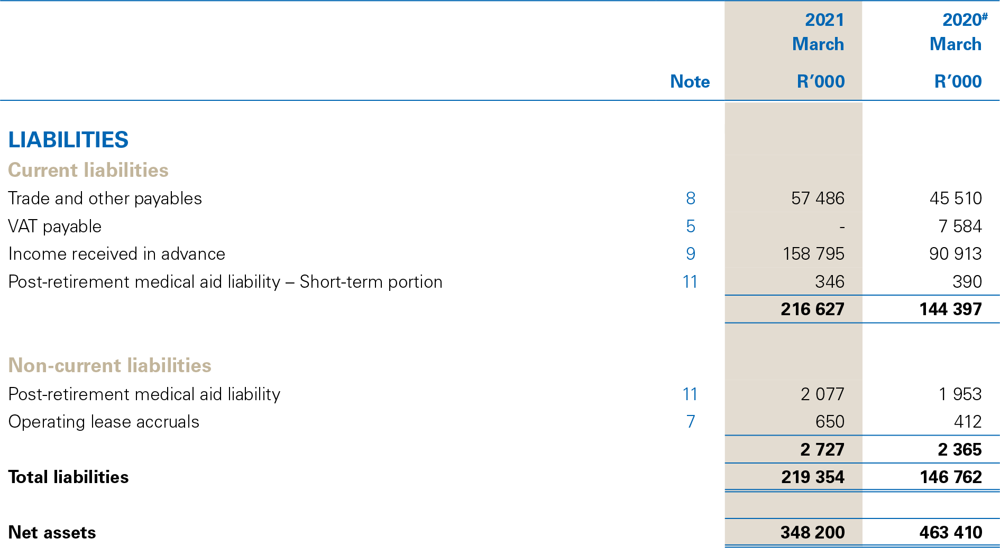 2021 2020#
March March
Note R’000 R’000
LIABILITIES
Current liabilities
Trade and other payables 8 57 486 45 510
VAT payable 5 - 7 584
Income received in advance 9 158 795 90 913
Post-retirement medical aid liability – Short-term portion 11 346 390
216 627 144 397
Non-current liabilities
Post-retirement medical aid liability 11 2 077 1 953
Operating lease accruals 7 650 412
2 727 2 365
Total liabilities 219 354 146 762
Net assets 348 200 463 410